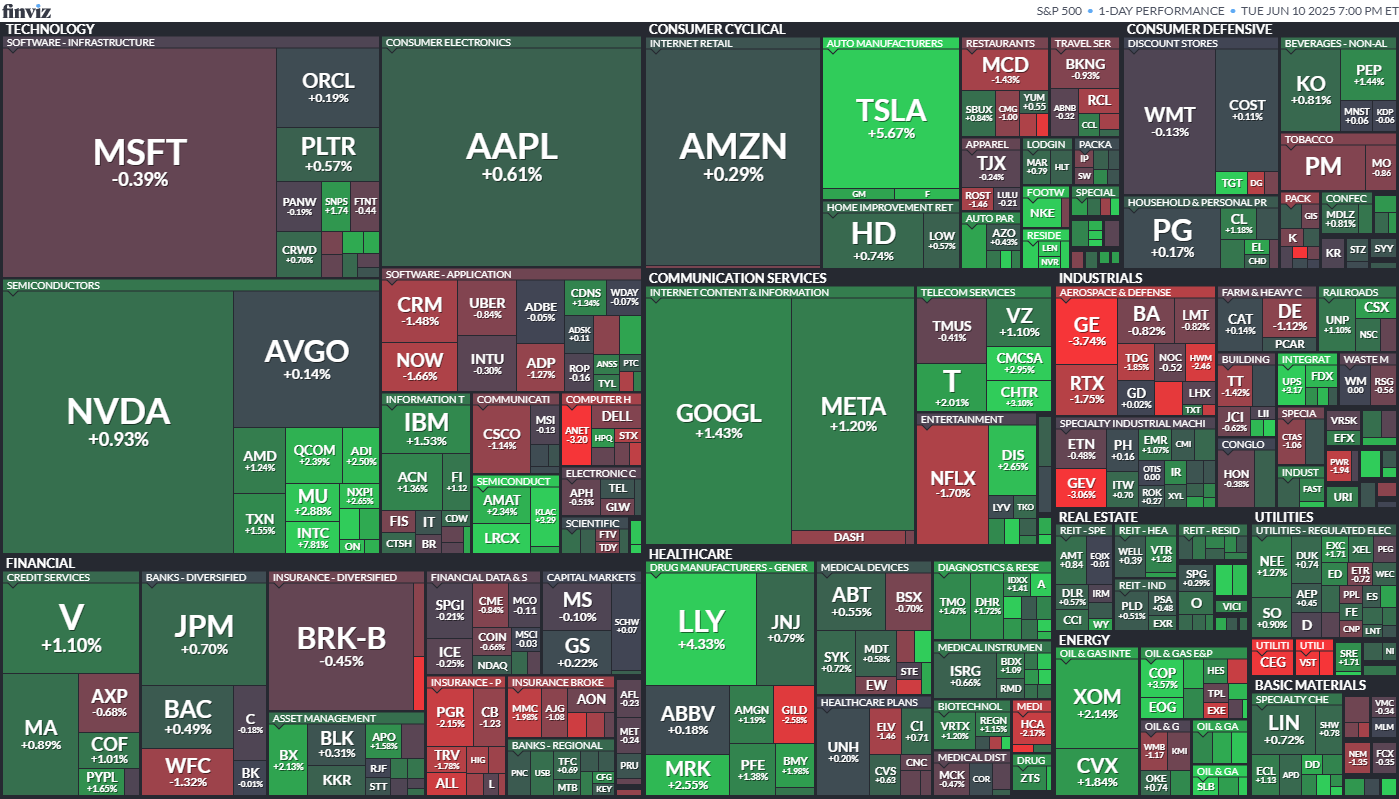 finviz
S&P 500 • 1-DAY PERFORMANCE • TUE JUN 10 2025 7:00 PM ET
TECHNOLOGY
SOFTWARE - INFRASTRUCTURE
MSFT
-0.39%
ORCL
+0.19%
PLTR
+0.57%
PANW
-0.19%
SNPS
+1.74
FTNT
-0.44
CRWD
+0.70%
CONSUMER ELECTRONICS
AAPL
+0.61%
SEMICONDUCTORS
NVDA
+0.93%
AVGO
+0.14%
AMD
+1.24%
TXN
+1.55%
QCOM
+2.39%
ADI
+2.50%
MU
+2.88%
NXPI
+2.65%
INTC
+7.81%
ON
SOFTWARE - APPLICATION
CRM
-1.48%
UBER
-0.84%
ADBE
-0.05%
CDNS
+1.34%
WDAY
-0.07%
NOW
-1.66%
INTU
-0.30%
ADP
-1.27%
ADSK
+0.11
ROP
-0.16
ANSS
PTC
TYL
INFORMATION T
IBM
+1.53%
ACN
+1.36%
FI
+1.12
FIS
IT
CDW
CTSH
BR
COMMUNICATI
CSCO
-1.14%
MSI
-0.13
COMPUTER H
ANET
-3.20
DELL
HPQ
STX
SEMICONDUCT
AMAT
+2.34%
KLAC
+3.29
LRCX
ELECTRONIC C
APH
-0.51%
TEL
GLW
SCIENTIFIC
FTV
TDY
CONSUMER CYCLICAL
INTERNET RETAIL
AMZN
+0.29%
AUTO MANUFACTURERS
TSLA
+5.67%
GM
F
HOME IMPROVEMENT RET
HD
+0.74%
LOW
+0.57%
RESTAURANTS
MCD
-1.43%
SBUX
+0.84%
CMG
-1.00
YUM
+0.55
TRAVEL SER
BKNG
-0.93%
ABNB
-0.32
RCL
CCL
APPAREL
TJX
-0.24%
ROST
-1.46
LULU
-0.21
LODGIN
MAR
+0.79
HLT
PACKA
IP
SW
FOOTW
NKE
SPECIAL
AUTO PAR
AZO
+0.43%
RESIDE
LEN
NVR
CONSUMER DEFENSIVE
DISCOUNT STORES
WMT
-0.13%
COST
+0.11%
TGT
DG
BEVERAGES - NON-AL
KO
+0.81%
PEP
+1.44%
MNST
+0.06
KDP
-0.06
TOBACCO
PM
MO
-0.86
HOUSEHOLD & PERSONAL PR
PG
+0.17%
CL
+1.18%
EL
CHD
PACK
GIS
K
CONFEC
MDLZ
+0.81%
KR
STZ
SYY
COMMUNICATION SERVICES
INTERNET CONTENT & INFORMATION
GOOGL
+1.43%
META
+1.20%
DASH
TELECOM SERVICES
TMUS
-0.41%
VZ
+1.10%
T
+2.01%
CMCSA
+2.95%
CHTR
+3.10%
ENTERTAINMENT
NFLX
-1.70%
DIS
+2.65%
LYV
TKO
INDUSTRIALS
AEROSPACE & DEFENSE
GE
-3.74%
BA
-0.82%
LMT
-0.82%
RTX
-1.75%
TDG
-1.85%
NOC
-0.52
HWM
-2.46
GD
+0.02%
LHX
TXT
FARM & HEAVY C
CAT
+0.14%
DE
-1.12%
PCAR
RAILROADS
UNP
+1.10%
CSX
NSC
BUILDING
TT
-1.42%
JCI
-0.62%
LII
INTEGRAT
UPS
+3.17
FDX
WASTE M
WM
0.00
RSG
-0.56
SPECIALTY INDUSTRIAL MACHI
ETN
-0.48%
PH
+0.16
EMR
+1.07%
CMI
GEV
-3.06%
ITW
+0.70
OTIS
0.00
IR
ROK
+0.27
XYL
SPECIA
CTAS
-1.06
VRSK
EFX
CONGLO
HON
-0.38%
INDUST
FAST
PWR
-1.94
URI
FINANCIAL
CREDIT SERVICES
V
+1.10%
MA
+0.89%
AXP
-0.68%
COF
+1.01%
PYPL
+1.65%
BANKS - DIVERSIFIED
JPM
+0.70%
BAC
+0.49%
C
-0.18%
WFC
-1.32%
BK
-0.01%
INSURANCE - DIVERSIFIED
BRK-B
-0.45%
ASSET MANAGEMENT
BX
+2.13%
BLK
+0.31%
APO
+1.58%
KKR
RJF
STT
FINANCIAL DATA & S
SPGI
-0.21%
CME
-0.84%
MCO
-0.11
ICE
-0.25%
COIN
-0.66%
MSCI
-0.03
NDAQ
CAPITAL MARKETS
MS
-0.10%
GS
+0.22%
SCHW
+0.07
INSURANCE - P
PGR
-2.15%
CB
-1.23
TRV
-1.78%
HIG
ALL
L
INSURANCE BROKE
MMC
-1.98%
AJG
-1.08
AON
AFL
-0.23
MET
-0.24
PRU
BANKS - REGIONAL
PNC
USB
TFC
+0.69
MTB
CFG
KEY
HEALTHCARE
DRUG MANUFACTURERS - GENER
LLY
+4.33%
JNJ
+0.79%
ABBV
+0.18%
AMGN
+1.19%
GILD
-2.58%
MRK
+2.55%
PFE
+1.38%
BMY
+1.98%
MEDICAL DEVICES
ABT
+0.55%
BSX
-0.70%
SYK
+0.72%
MDT
+0.58%
STE
EW
HEALTHCARE PLANS
UNH
+0.20%
ELV
-1.46
CI
+0.71
CVS
+0.63
CNC
DIAGNOSTICS & RESE
TMO
+1.47%
DHR
+1.72%
IDXX
+1.41
A
MEDICAL INSTRUMEN
ISRG
+0.66%
BDX
+1.09
RMD
BIOTECHNOL
VRTX
+1.20%
REGN
+1.15%
MEDI
HCA
-2.17%
MEDICAL DIST
MCK
-0.47%
COR
DRUG
ZTS
REAL ESTATE
REIT - SPE
AMT
+0.84
EQIX
-0.01
DLR
+0.57%
IRM
CCI
WY
REIT - HEA
WELL
+0.39
VTR
+1.28
REIT - RESID
SPG
+0.29%
REIT - IND
PLD
+0.51%
PSA
+0.48
EXR
O
VICI
UTILITIES
UTILITIES - REGULATED ELEC
NEE
+1.27%
DUK
+0.74
EXC
+1.71
XEL
PEG
SO
+0.90%
AEP
+0.45
ED
ETR
-0.72
WEC
D
PPL
ES
FE
CNP
LNT
UTILITI
CEG
UTILI
VST
SRE
+1.71
NI
ENERGY
OIL & GAS INTE
XOM
+2.14%
CVX
+1.84%
OIL & GAS E&P
COP
+3.57%
HES
EOG
TPL
EXE
OIL & G
WMB
-1.17
KMI
OKE
+0.74
OIL & GA
OIL & GA
SLB
BASIC MATERIALS
SPECIALTY CHE
LIN
+0.72%
SHW
+0.78
ECL
+1.13
APD
DD
VMC
-0.34
MLM
NEM
-1.35
FCX
-0.35